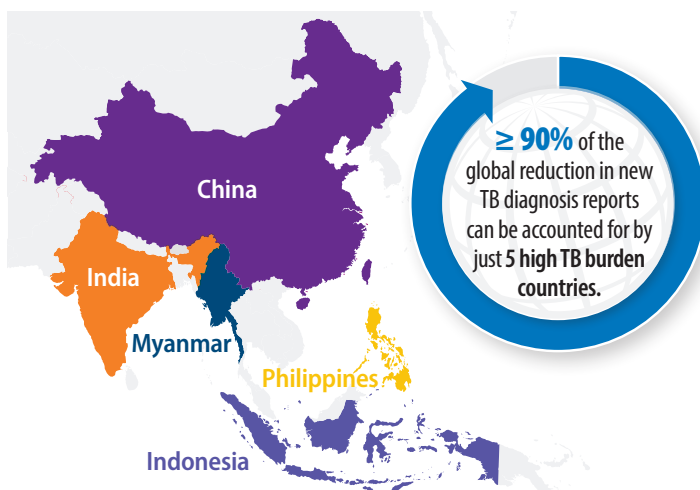 China
India
Myanmar
Philippines
Indonesia
≥ 90% of the
global reduction in new
TB diagnosis reports
can be accounted for by
just 5 high TB burden
countries.